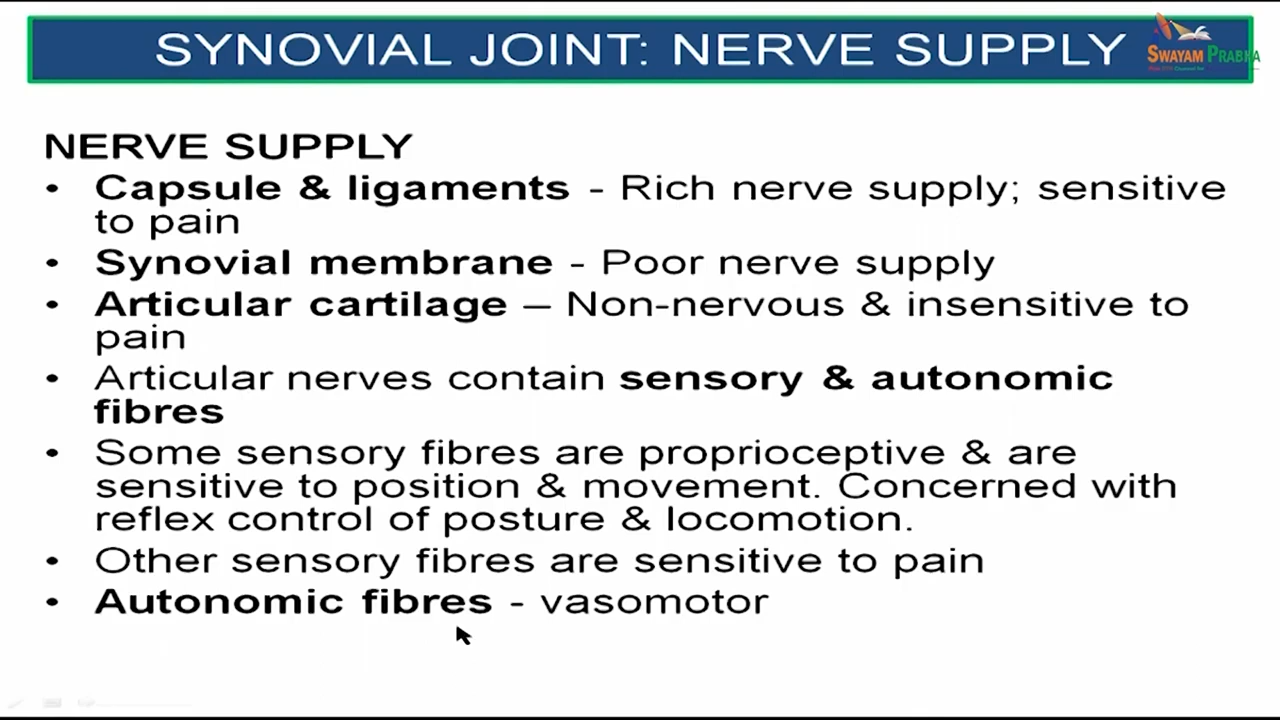 SYNOVIAL JOINT: NERVE SUPPLY
SWAYAM PRABHA
NERVE SUPPLY
• Capsule & ligaments - Rich nerve supply; sensitive
to pain
• Synovial membrane - Poor nerve supply
• Articular cartilage – Non-nervous & insensitive to
pain
• Articular nerves contain sensory & autonomic
fibres
• Some sensory fibres are proprioceptive & are
sensitive to position & movement. Concerned with
reflex control of posture & locomotion.
• Other sensory fibres are sensitive to pain
• Autonomic fibres - vasomotor